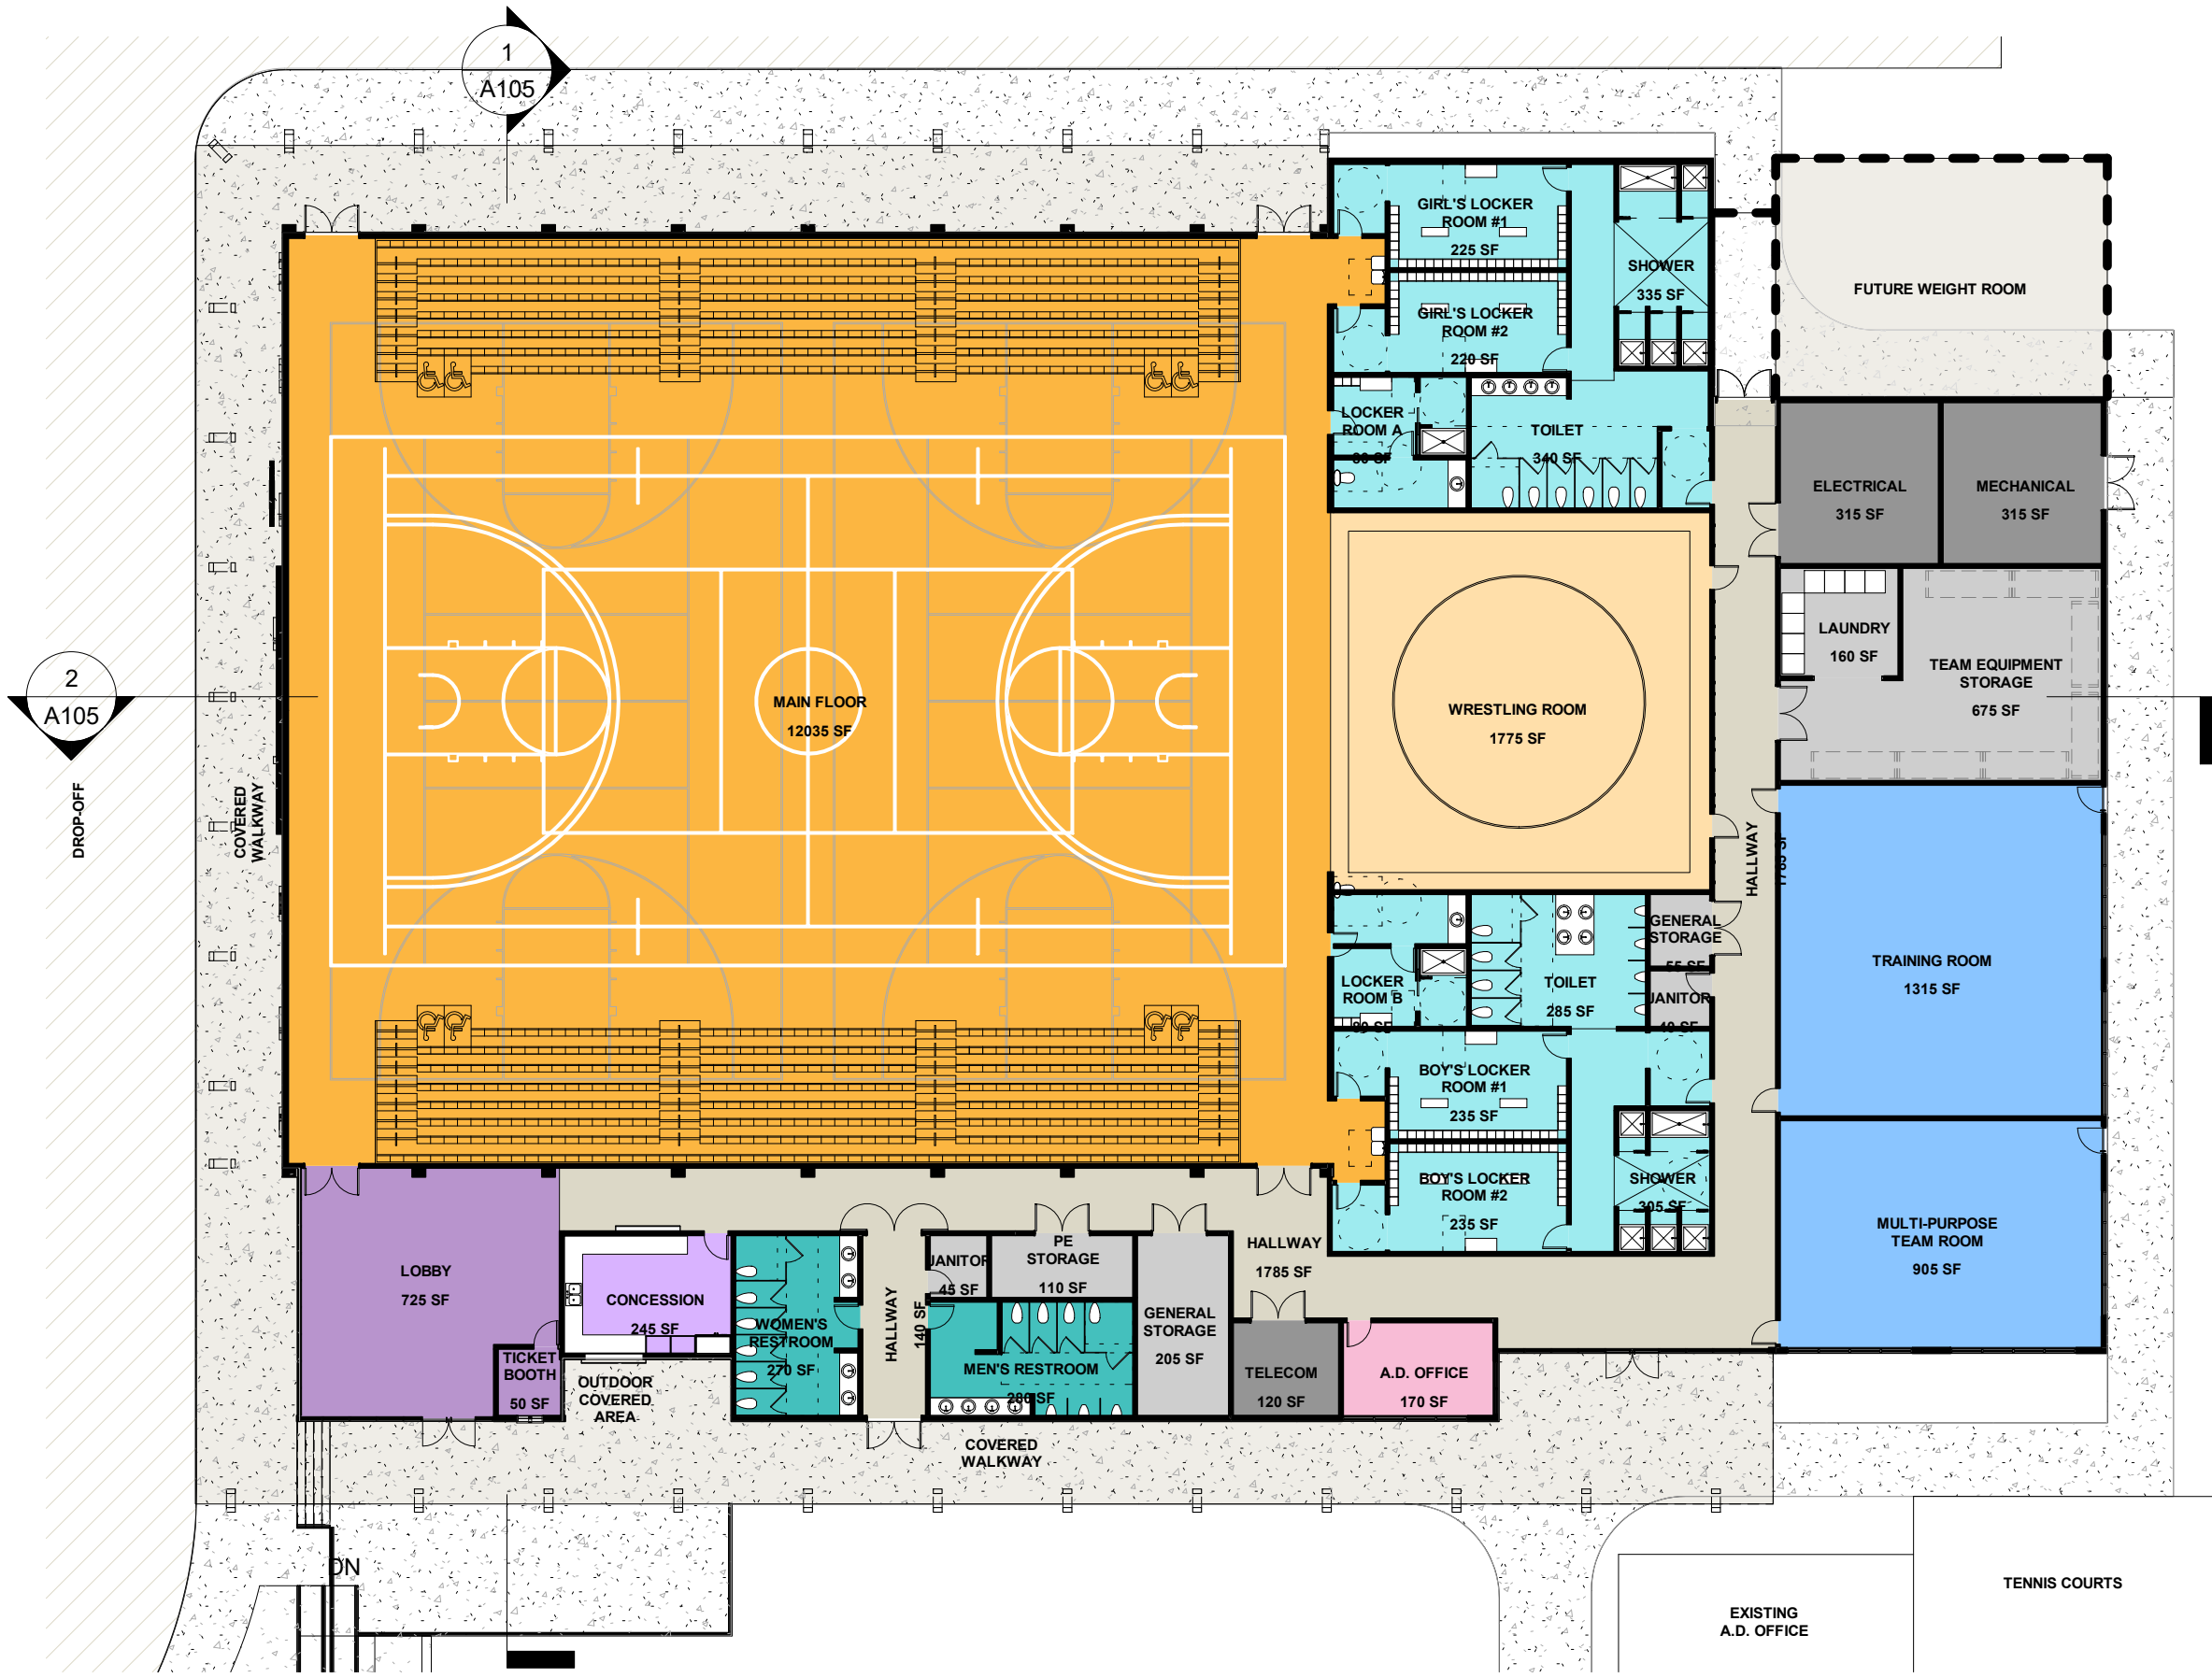 1
A105
GIRL'S LOCKER
ROOM #1
225 SF
SHOWER
335 SF
FUTURE WEIGHT ROOM
GIRL'S LOCKER
ROOM #2
220 SF
LOCKER
ROOM A
80 SF
TOILET
340 SF
ELECTRICAL
315 SF
MECHANICAL
315 SF
LAUNDRY
160 SF
TEAM EQUIPMENT
STORAGE
675 SF
2
A105
MAIN FLOOR
12035 SF
WRESTLING ROOM
1775 SF
DROP-OFF
COVERED
WALKWAY
HALLWAY
GENERAL
STORAGE
55 SF
TRAINING ROOM
1315 SF
LOCKER
ROOM B
80 SF
TOILET
285 SF
JANITOR
40 SF
BOY'S LOCKER
ROOM #1
235 SF
BOY'S LOCKER
ROOM #2
235 SF
SHOWER
305 SF
MULTI-PURPOSE
TEAM ROOM
905 SF
LOBBY
725 SF
CONCESSION
245 SF
WOMEN'S
RESTROOM
270 SF
HALLWAY
140 SF
JANITOR
45 SF
PE
STORAGE
110 SF
HALLWAY
1785 SF
GENERAL
STORAGE
205 SF
TICKET
BOOTH
50 SF
OUTDOOR
COVERED
AREA
MEN'S RESTROOM
280 SF
TELECOM
120 SF
A.D. OFFICE
170 SF
COVERED
WALKWAY
DN
EXISTING
A.D. OFFICE
TENNIS COURTS